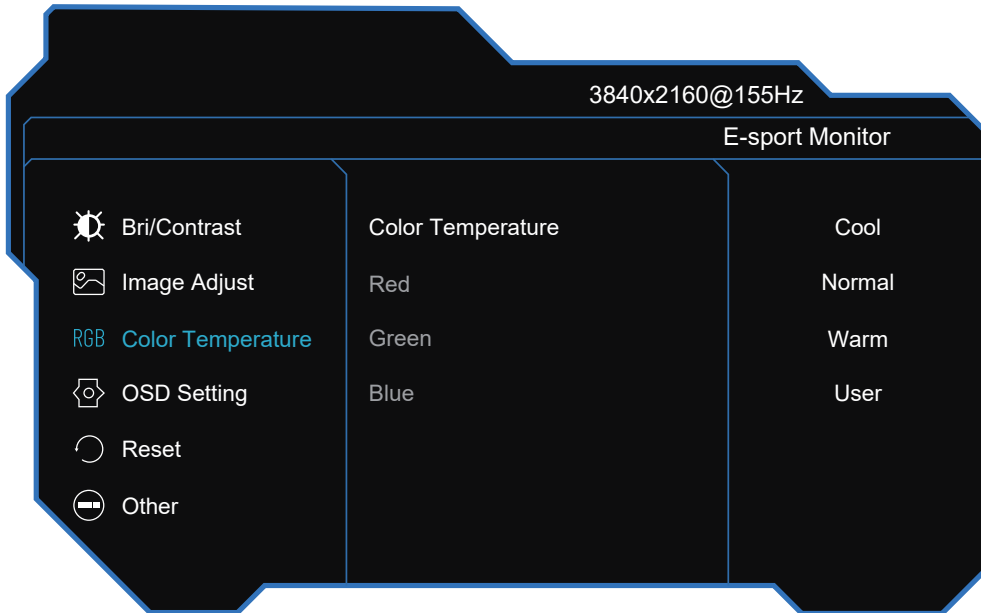 3840x2160@155Hz
E-sport Monitor
Bri/Contrast
Image Adjust
RGB Color Temperature
OSD Setting
Reset
Other
Color Temperature
Red
Green
Blue
Cool
Normal
Warm
User